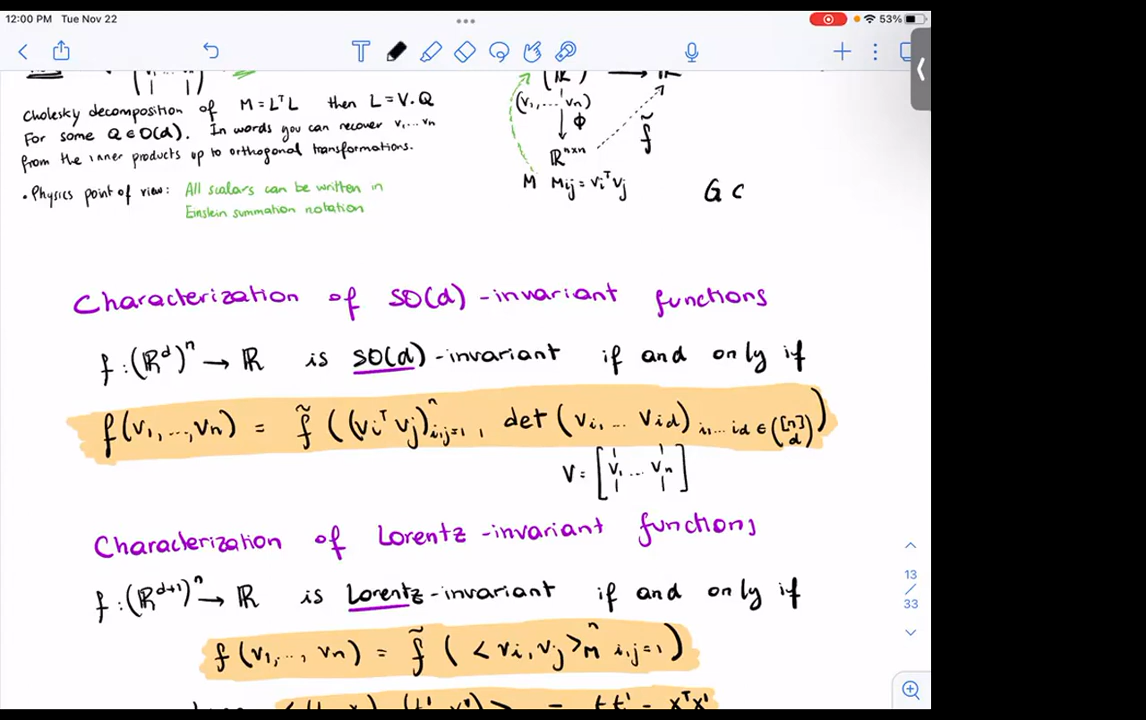 12:00 PM Tue Nov 22
53%
T
Cholesky decomposition of M = LᵀL then L = V.Q
For some Q ∈ O(d). In words you can recover v₁...vₙ
from the inner products up to orthogonal transformations.
• Physics point of view: All scalars can be written in
Einstein summation notation
(v₁,...vₙ)
Φ
f̃
ℝⁿˣⁿ
M Mij = viᵀvj
G C
Characterization of SO(d)-invariant functions
f : (ℝᵈ)ⁿ → ℝ is SO(d)-invariant if and only if
f(v₁,...,vₙ) = f̃ ((viᵀvj)ⁿi,j=1, det (vi₁ ... vid) i₁...id ∈ ([n] d))
V = [v₁ ... vₙ]
Characterization of Lorentz-invariant functions
f : (ℝᵈ⁺¹)ⁿ → ℝ is Lorentz-invariant if and only if
f(v₁,..., vₙ) = f̃ (<vi, vj>M ⁿ i,j=1)
= tt' - xᵀx'
13
/
33